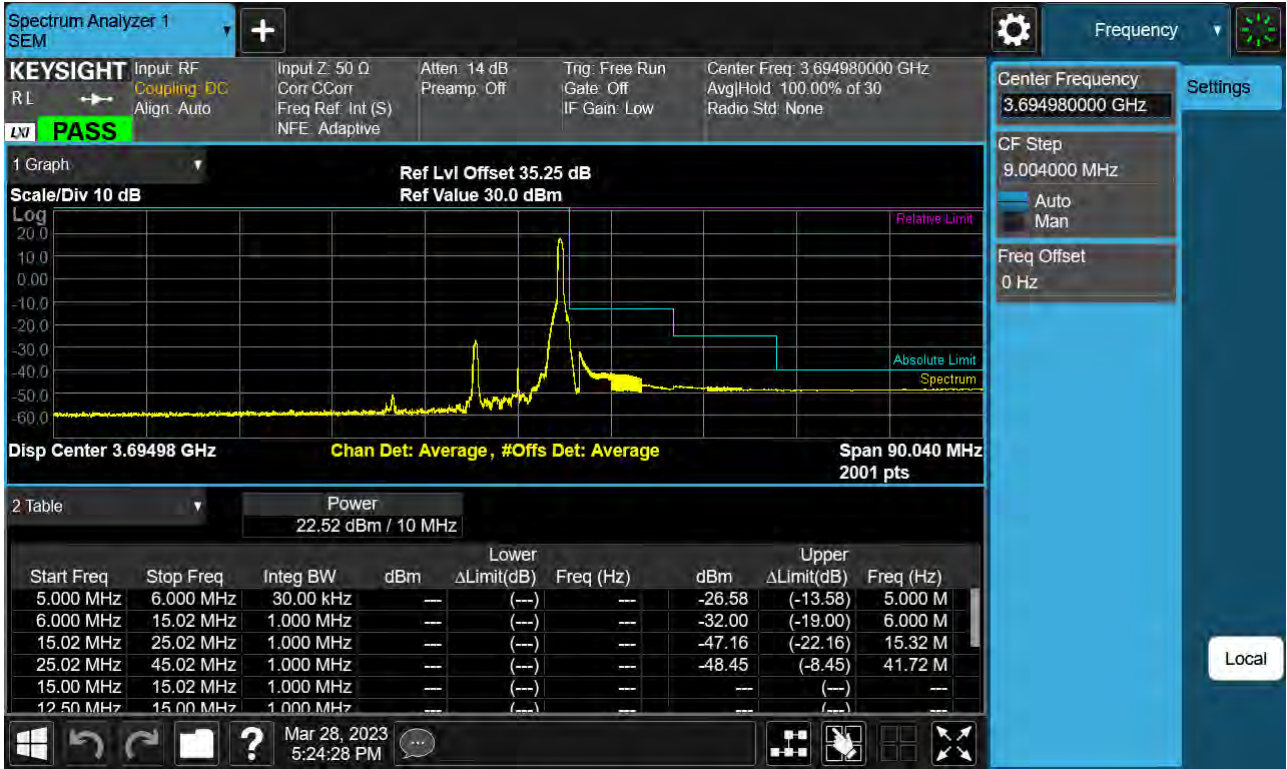 Spectrum Analyzer 1
SEM
Frequency
KEYSIGHT
R L
LXI
PASS
Input: RF
Coupling: DC
Align: Auto
Input Z: 50 Ω
Corr CCorr
Freq Ref: Int (S)
NFE: Adaptive
Atten: 14 dB
Preamp: Off
Trig: Free Run
Gate: Off
IF Gain: Low
Center Freq: 3.694980000 GHz
Avg|Hold: 100.00% of 30
Radio Std: None
Center Frequency
3.694980000 GHz
Settings
CF Step
9.004000 MHz
Auto
Man
Freq Offset
0 Hz
Local
1 Graph
Scale/Div 10 dB
Ref Lvl Offset 35.25 dB
Ref Value 30.0 dBm
Log
20.0
10.0
0.00
-10.0
-20.0
-30.0
-40.0
-50.0
-60.0
Relative Limit
Absolute Limit
Spectrum
Disp Center 3.69498 GHz
Chan Det: Average, #Offs Det: Average
Span 90.040 MHz
2001 pts
2 Table
Power
22.52 dBm / 10 MHz
Lower Upper
Start Freq Stop Freq Integ BW dBm ΔLimit(dB) Freq (Hz) dBm ΔLimit(dB) Freq (Hz)
5.000 MHz 6.000 MHz 30.00 kHz --- (---) --- -26.58 (-13.58) 5.000 M
6.000 MHz 15.02 MHz 1.000 MHz --- (---) --- -32.00 (-19.00) 6.000 M
15.02 MHz 25.02 MHz 1.000 MHz --- (---) --- -47.16 (-22.16) 15.32 M
25.02 MHz 45.02 MHz 1.000 MHz --- (---) --- -48.45 (-8.45) 41.72 M
15.00 MHz 15.02 MHz 1.000 MHz --- (---) --- --- (---) ---
12.50 MHz 15.00 MHz 1.000 MHz --- (---) --- --- (---) ---
Mar 28, 2023
5:24:28 PM